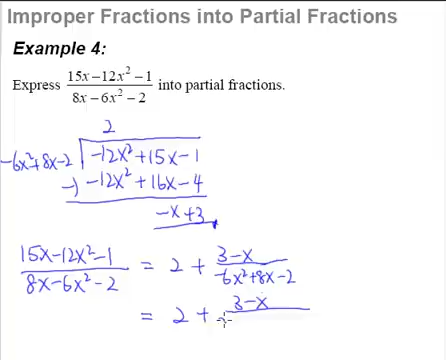 Improper Fractions into Partial Fractions
Example 4:
Express (15x−12x²−1)/(8x−6x²−2) into partial fractions.
2
−6x²+8x−2 ) −12x²+15x−1
−) −12x²+16x−4
−x+3
(15x−12x²−1)/(8x−6x²−2) = 2 + (3−x)/(−6x²+8x−2)
= 2 + (3−x)/